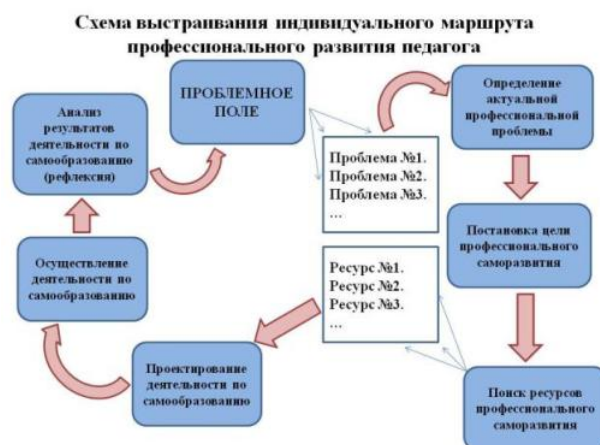 Схема выстраивания индивидуального маршрута
профессионального развития педагога
ПРОБЛЕМНОЕ
ПОЛЕ
Проблема №1.
Проблема №2.
Проблема №3.
...
Определение
актуальной
профессиональной
проблемы
Постановка цели
профессионального
саморазвития
Поиск ресурсов
профессионального
саморазвития
Ресурс №1.
Ресурс №2.
Ресурс №3.
...
Проектирование
деятельности по
самообразованию
Осуществление
деятельности по
самообразованию
Анализ
результатов
деятельности по
самообразованию
(рефлексия)